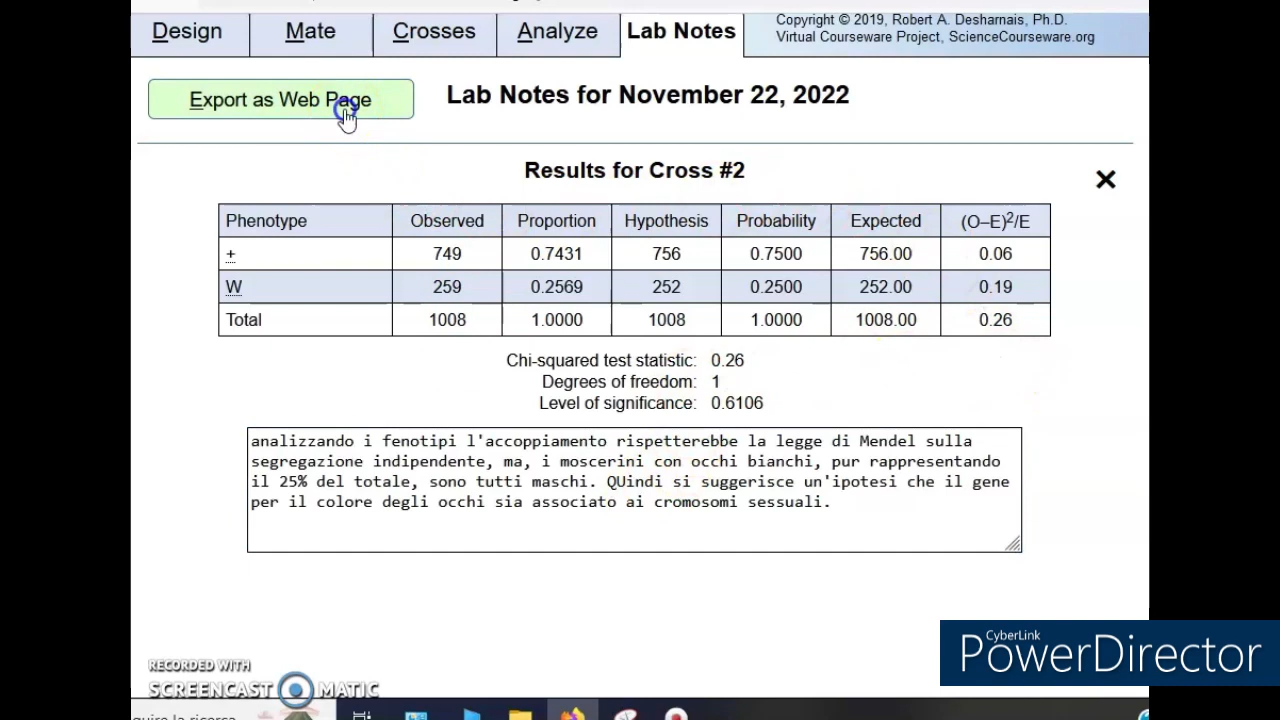 Design Mate Crosses Analyze Lab Notes
Copyright © 2019, Robert A. Desharnais, Ph.D.
Virtual Courseware Project, ScienceCourseware.org
Export as Web Page
Lab Notes for November 22, 2022
Results for Cross #2
Phenotype Observed Proportion Hypothesis Probability Expected (O–E)²/E
+ 749 0.7431 756 0.7500 756.00 0.06
W 259 0.2569 252 0.2500 252.00 0.19
Total 1008 1.0000 1008 1.0000 1008.00 0.26
Chi-squared test statistic: 0.26
Degrees of freedom: 1
Level of significance: 0.6106
analizzando i fenotipi l'accoppiamento rispetterebbe la legge di Mendel sulla
segregazione indipendente, ma, i moscerini con occhi bianchi, pur rappresentando
il 25% del totale, sono tutti maschi. QUindi si suggerisce un'ipotesi che il gene
per il colore degli occhi sia associato ai cromosomi sessuali.
CyberLink
PowerDirector
RECORDED WITH
SCREENCAST MATIC
la ricerca